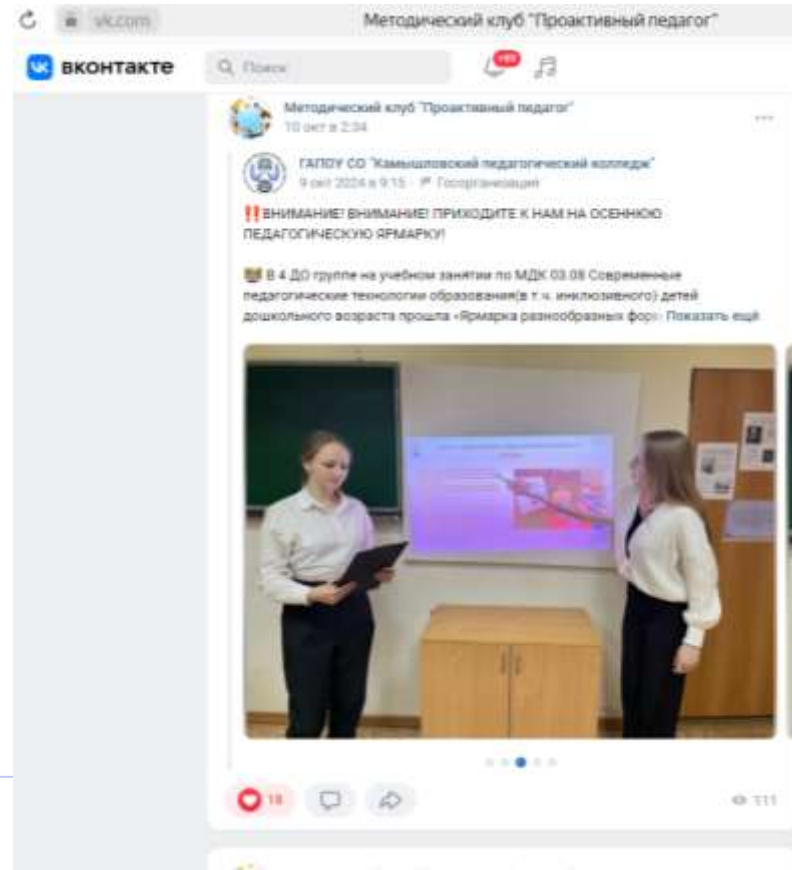 vk.com
Методический клуб "Проактивный педагог"
ВКОНТАКТЕ
Поиск
Методический клуб "Проактивный педагог"
10 окт в 2:34
ГАПОУ СО "Камышловский педагогический колледж"
9 окт 2024 в 9:15 · Госорганизация
‼ВНИМАНИЕ! ВНИМАНИЕ! ПРИХОДИТЕ К НАМ НА ОСЕННЮЮ
ПЕДАГОГИЧЕСКУЮ ЯРМАРКУ!
В 4 ДО группе на учебном занятии по МДК 03.08 Современные
педагогические технологии образования(в т.ч. инклюзивного) детей
дошкольного возраста прошла «Ярмарка разнообразных фор Показать ещё
18
511